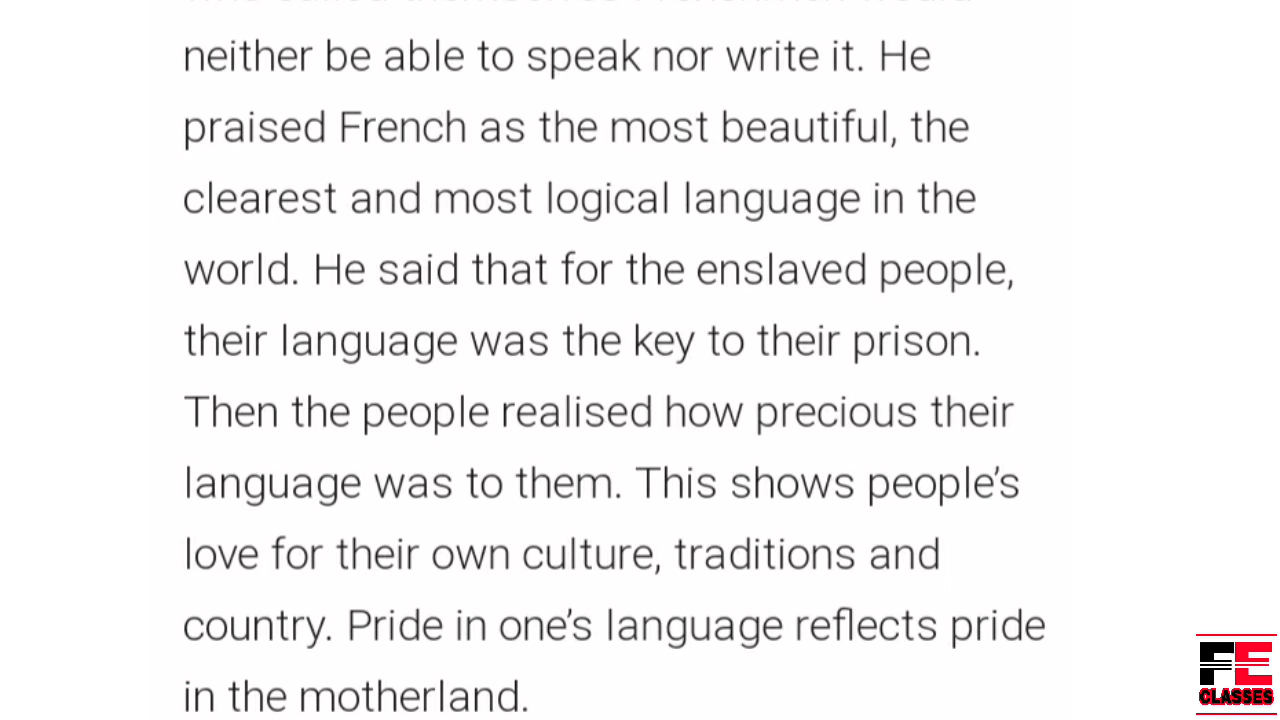 neither be able to speak nor write it. He
praised French as the most beautiful, the
clearest and most logical language in the
world. He said that for the enslaved people,
their language was the key to their prison.
Then the people realised how precious their
language was to them. This shows people’s
love for their own culture, traditions and
country. Pride in one’s language reflects pride
in the motherland.
FE
CLASSES